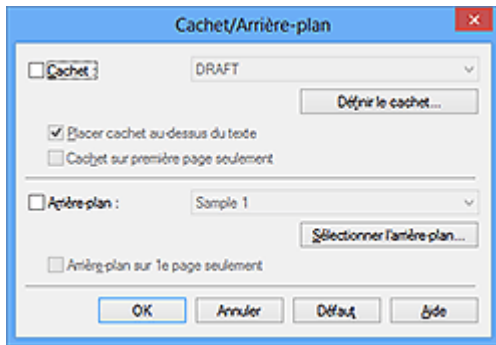 Cachet/Arrière-plan
Cachet : DRAFT
Définir le cachet...
Placer cachet au-dessus du texte
Cachet sur première page seulement
Arrière-plan : Sample 1
Sélectionner l'arrière-plan...
Arrière-plan sur 1e page seulement
OK Annuler Défaut Aide